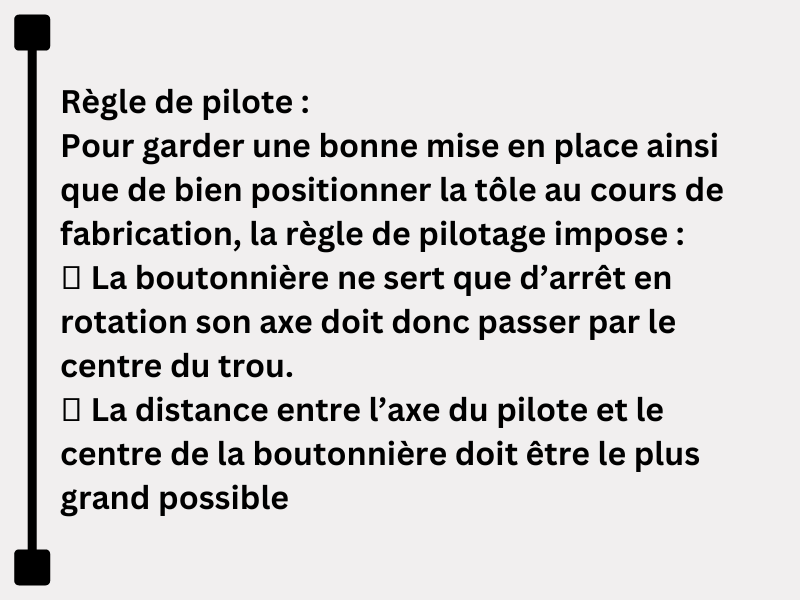 Règle de pilote :
Pour garder une bonne mise en place ainsi
que de bien positionner la tôle au cours de
fabrication, la règle de pilotage impose :
▯ La boutonnière ne sert que d’arrêt en
rotation son axe doit donc passer par le
centre du trou.
▯ La distance entre l’axe du pilote et le
centre de la boutonnière doit être le plus
grand possible